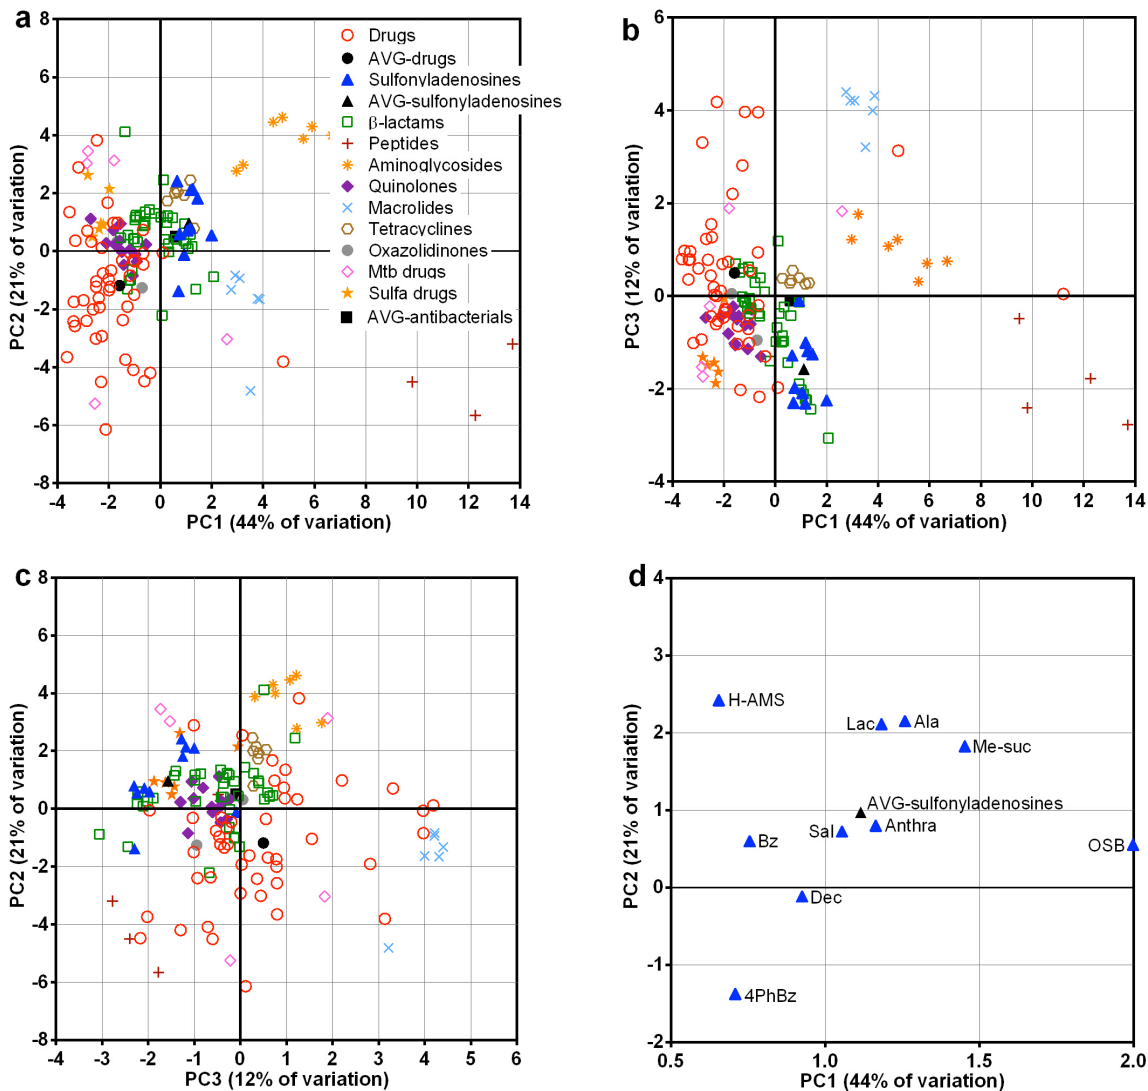 a
8
6
4
2
0
-2
-4
-6
-8
-4
-2
0
2
4
6
8
10
12
14
PC2 (21% of variation)
PC1 (44% of variation)
Drugs
AVG-drugs
Sulfonyladenosines
AVG-sulfonyladenosines
β-lactams
Peptides
Aminoglycosides
Quinolones
Macrolides
Tetracyclines
Oxazolidinones
Mtb drugs
Sulfa drugs
AVG-antibacterials
b
6
4
2
0
-2
-4
-4
-2
0
2
4
6
8
10
12
14
PC3 (12% of variation)
PC1 (44% of variation)
c
8
6
4
2
0
-2
-4
-6
-8
-4
-3
-2
-1
0
1
2
3
4
5
6
PC2 (21% of variation)
PC3 (12% of variation)
d
4
3
2
1
0
-1
-2
0.5
1.0
1.5
2.0
PC2 (21% of variation)
PC1 (44% of variation)
H-AMS
Lac
Ala
Me-suc
AVG-sulfonyladenosines
Sal
Anthra
Bz
OSB
Dec
4PhBz